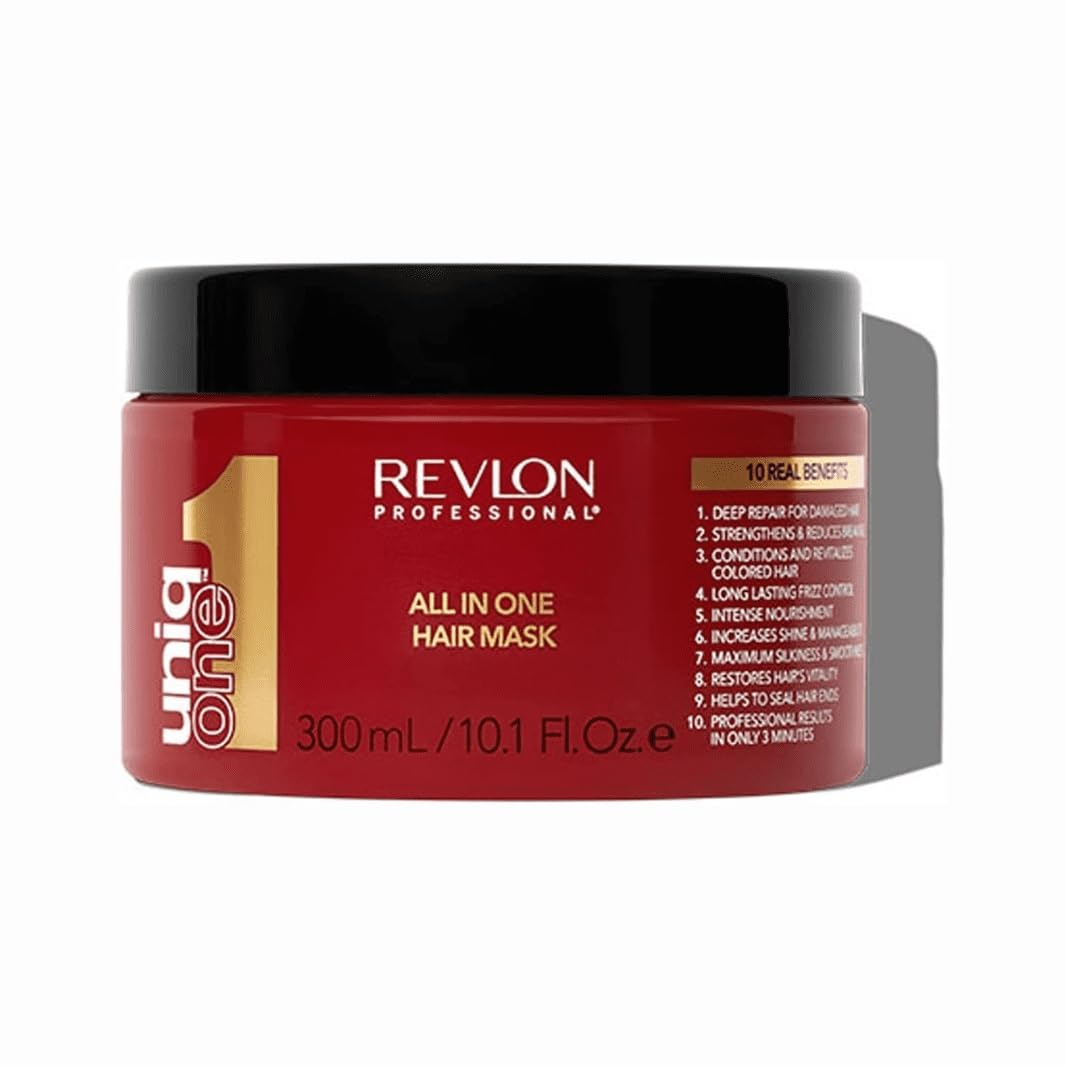 REVLON
PROFESSIONAL®
uniq
one™
1
ALL IN ONE
HAIR MASK
300mL/10.1 Fl.Oz.℮
10 REAL BENEFITS
1. DEEP REPAIR FOR DAMAGED HAIR
2. STRENGTHENS & REDUCES
3. CONDITIONS AND REVITALIZES
COLORED HAIR
4. LONG LASTING FRIZZ CONTROL
5. INTENSE NOURISHMENT
6. INCREASES SHINE &
7. MAXIMUM SILKINESS &
8. RESTORES HAIR'S VITALITY
9. HELPS TO SEAL HAIR ENDS
10. PROFESSIONAL RESULTS
IN ONLY 3 MINUTES